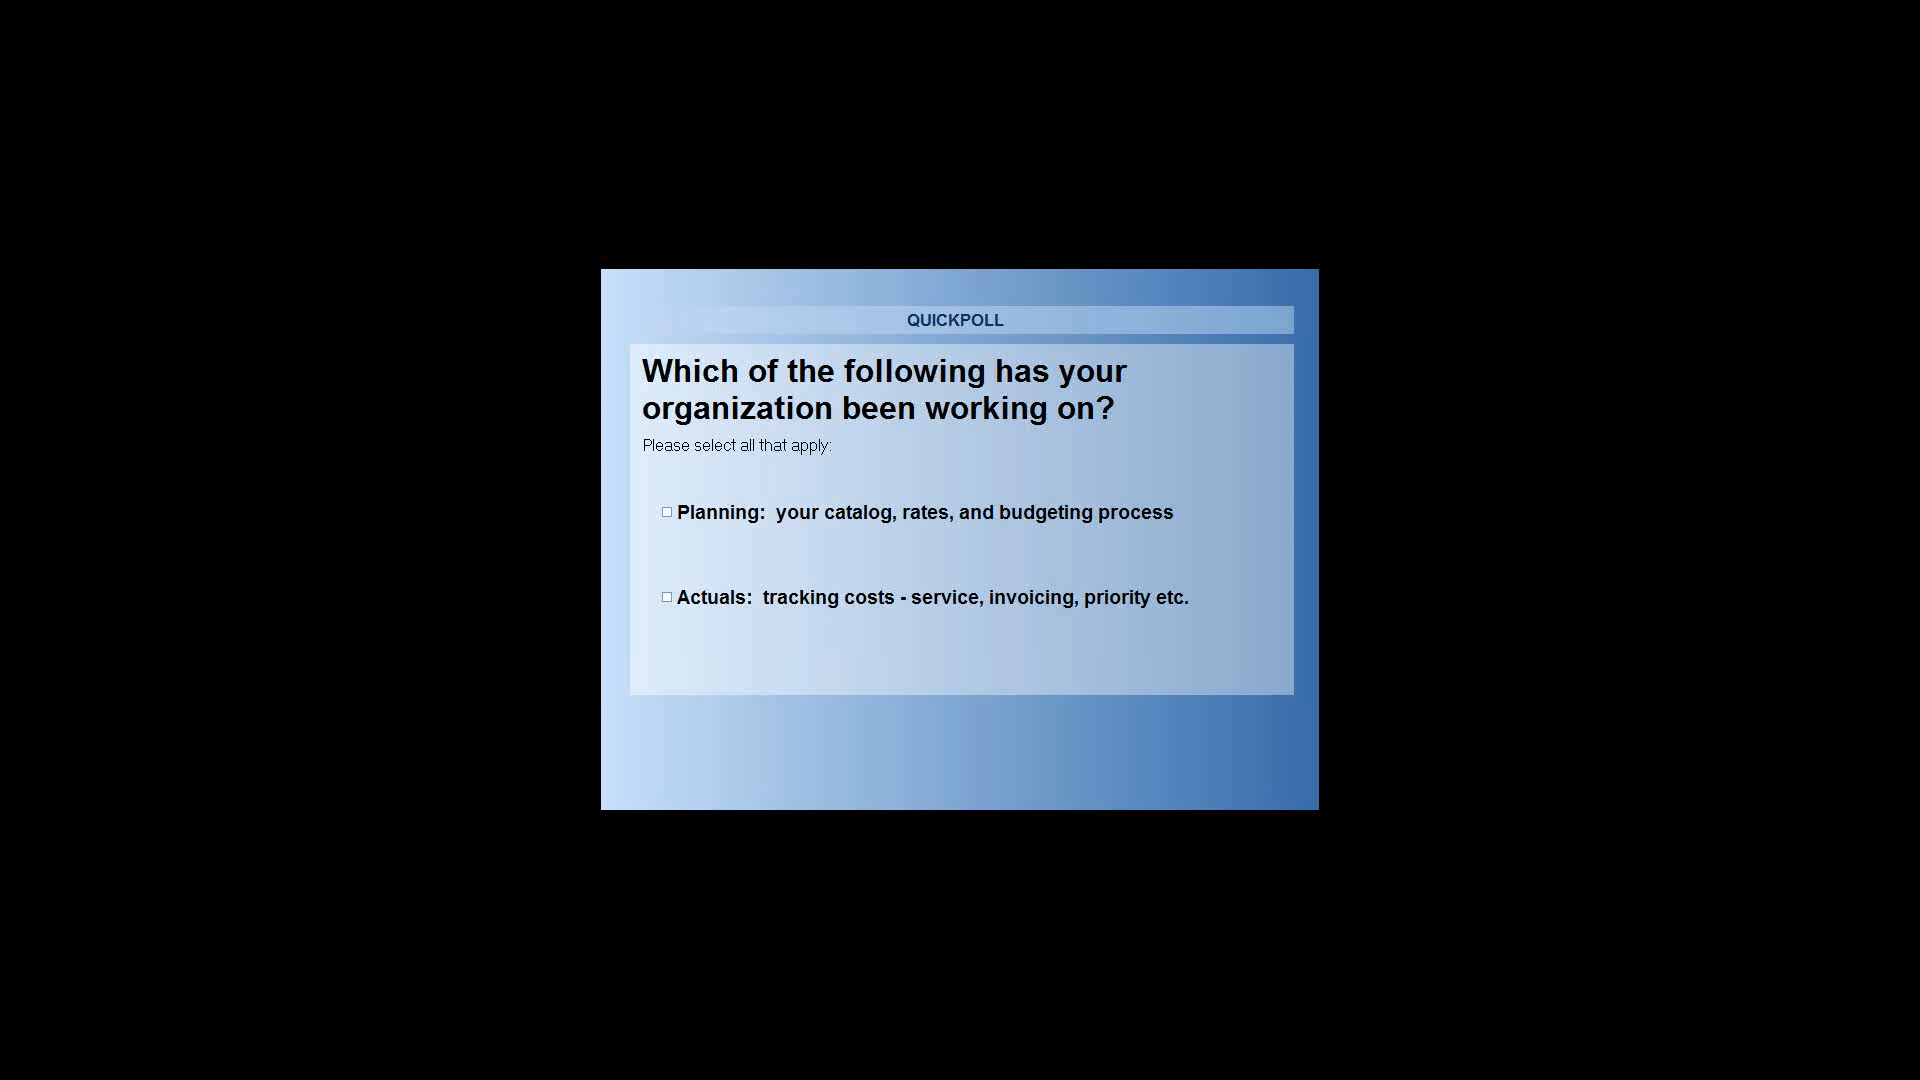 QUICKPOLL
Which of the following has your
organization been working on?
Please select all that apply:
Planning:  your catalog, rates, and budgeting process
Actuals:  tracking costs - service, invoicing, priority etc.